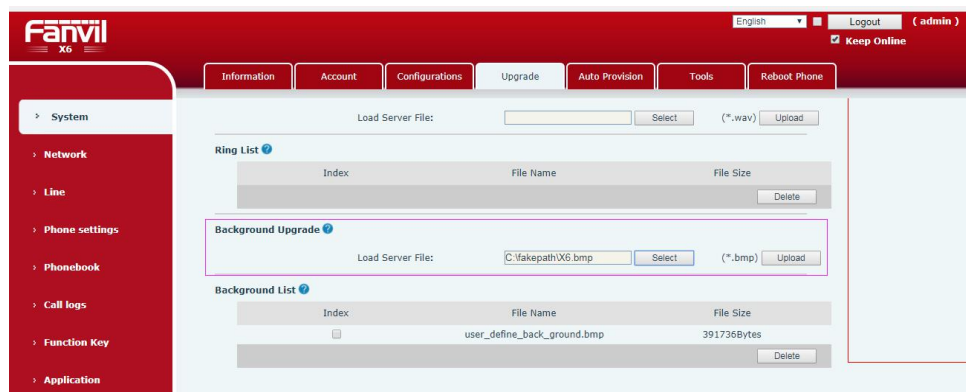 Fanvil
X6
English
Logout
( admin )
Keep Online
Information
Account
Configurations
Upgrade
Auto Provision
Tools
Reboot Phone
› System
› Network
› Line
› Phone settings
› Phonebook
› Call logs
› Function Key
› Application
Load Server File: Select (*.wav) Upload
Ring List ?
Index File Name File Size
Delete
Background Upgrade ?
Load Server File: C:\fakepath\X6.bmp Select (*.bmp) Upload
Background List ?
Index File Name File Size
user_define_back_ground.bmp 391736Bytes
Delete